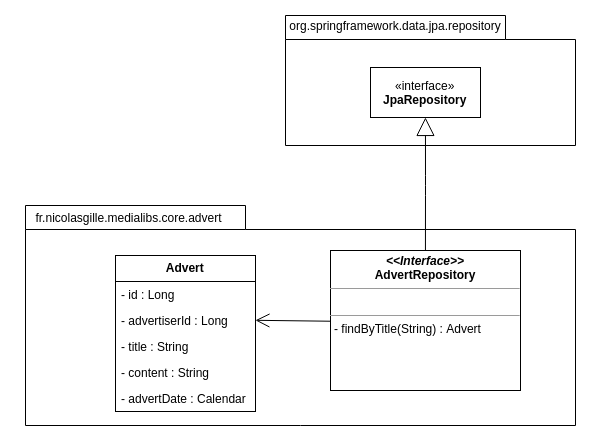 org.springframework.data.jpa.repository
«interface»
JpaRepository
fr.nicolasgille.medialibs.core.advert
Advert
- id : Long
- advertiserId : Long
- title : String
- content : String
- advertDate : Calendar
<<Interface>>
AdvertRepository
- findByTitle(String) : Advert